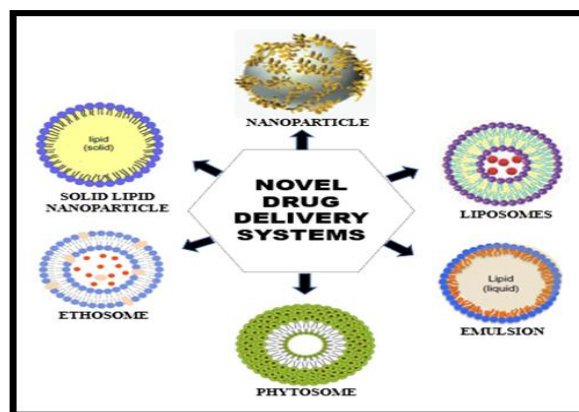 NANOPARTICLE
lipid
(solid)
SOLID LIPID
NANOPARTICLE
NOVEL
DRUG
DELIVERY
SYSTEMS
LIPOSOMES
ETHOSOME
Lipid
(liquid)
EMULSION
PHYTOSOME